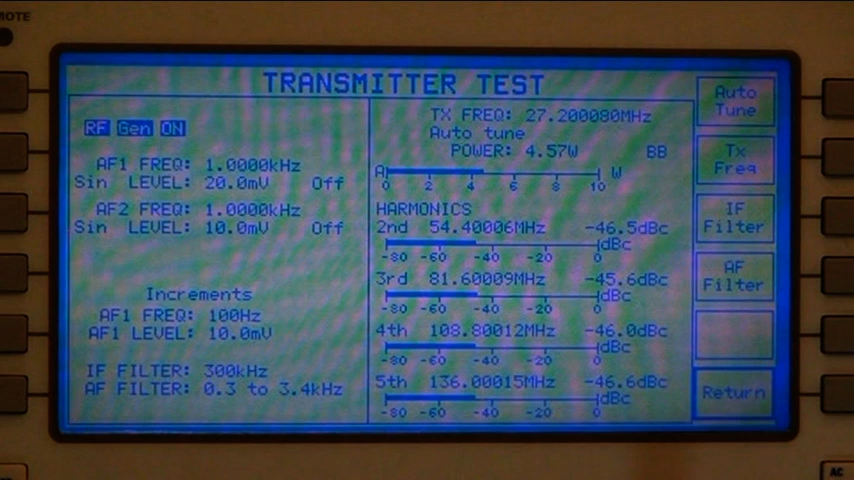 MOTE
TRANSMITTER TEST
RF Gen ON
AF1 FREQ: 1.0000kHz
Sin LEVEL: 20.0mV Off
AF2 FREQ: 1.0000kHz
Sin LEVEL: 10.0mV Off
Increments
AF1 FREQ: 100Hz
AF1 LEVEL: 10.0mV
IF FILTER: 300kHz
AF FILTER: 0.3 to 3.4kHz
TX FREQ: 27.200080MHz
Auto tune
POWER: 4.57W BB
A W
0 2 4 6 8 10
HARMONICS
2nd 54.40006MHz -46.5dBc
dBc
-80 -60 -40 -20 0
3rd 81.60009MHz -45.6dBc
dBc
-80 -60 -40 -20 0
4th 108.80012MHz -46.0dBc
dBc
-80 -60 -40 -20 0
5th 136.00015MHz -46.6dBc
dBc
-80 -60 -40 -20 0
Auto
Tune
Tx
Freq
IF
Filter
AF
Filter
Return
AC